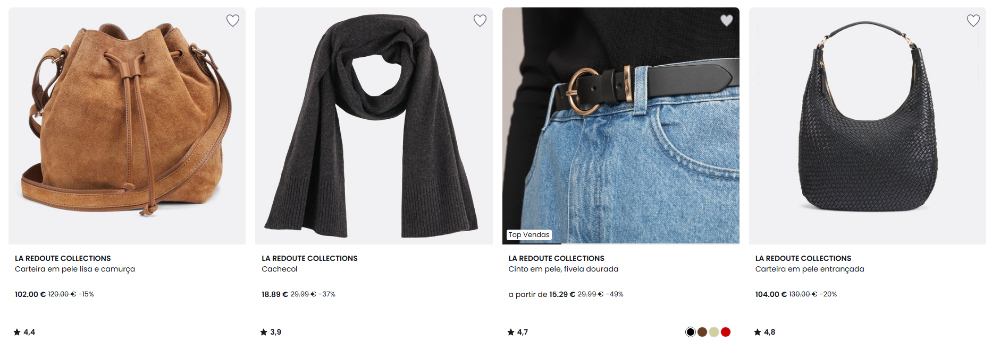 Top Vendas
LA REDOUTE COLLECTIONS
Carteira em pele lisa e camurça
102.00 € 120.00 € -15%
4,4
LA REDOUTE COLLECTIONS
Cachecol
18.89 € 29.99 € -37%
3,9
LA REDOUTE COLLECTIONS
Cinto em pele, fivela dourada
a partir de 15.29 € 29.99 € -49%
4,7
LA REDOUTE COLLECTIONS
Carteira em pele entrançada
104.00 € 130.00 € -20%
4,8